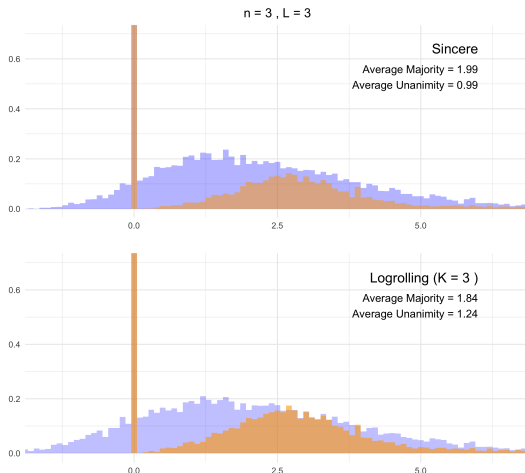 n = 3 , L = 3
Sincere
Average Majority = 1.99
Average Unanimity = 0.99
0.6
0.4
0.2
0.0
0.0 2.5 5.0
Logrolling (K = 3 )
Average Majority = 1.84
Average Unanimity = 1.24
0.6
0.4
0.2
0.0
0.0 2.5 5.0